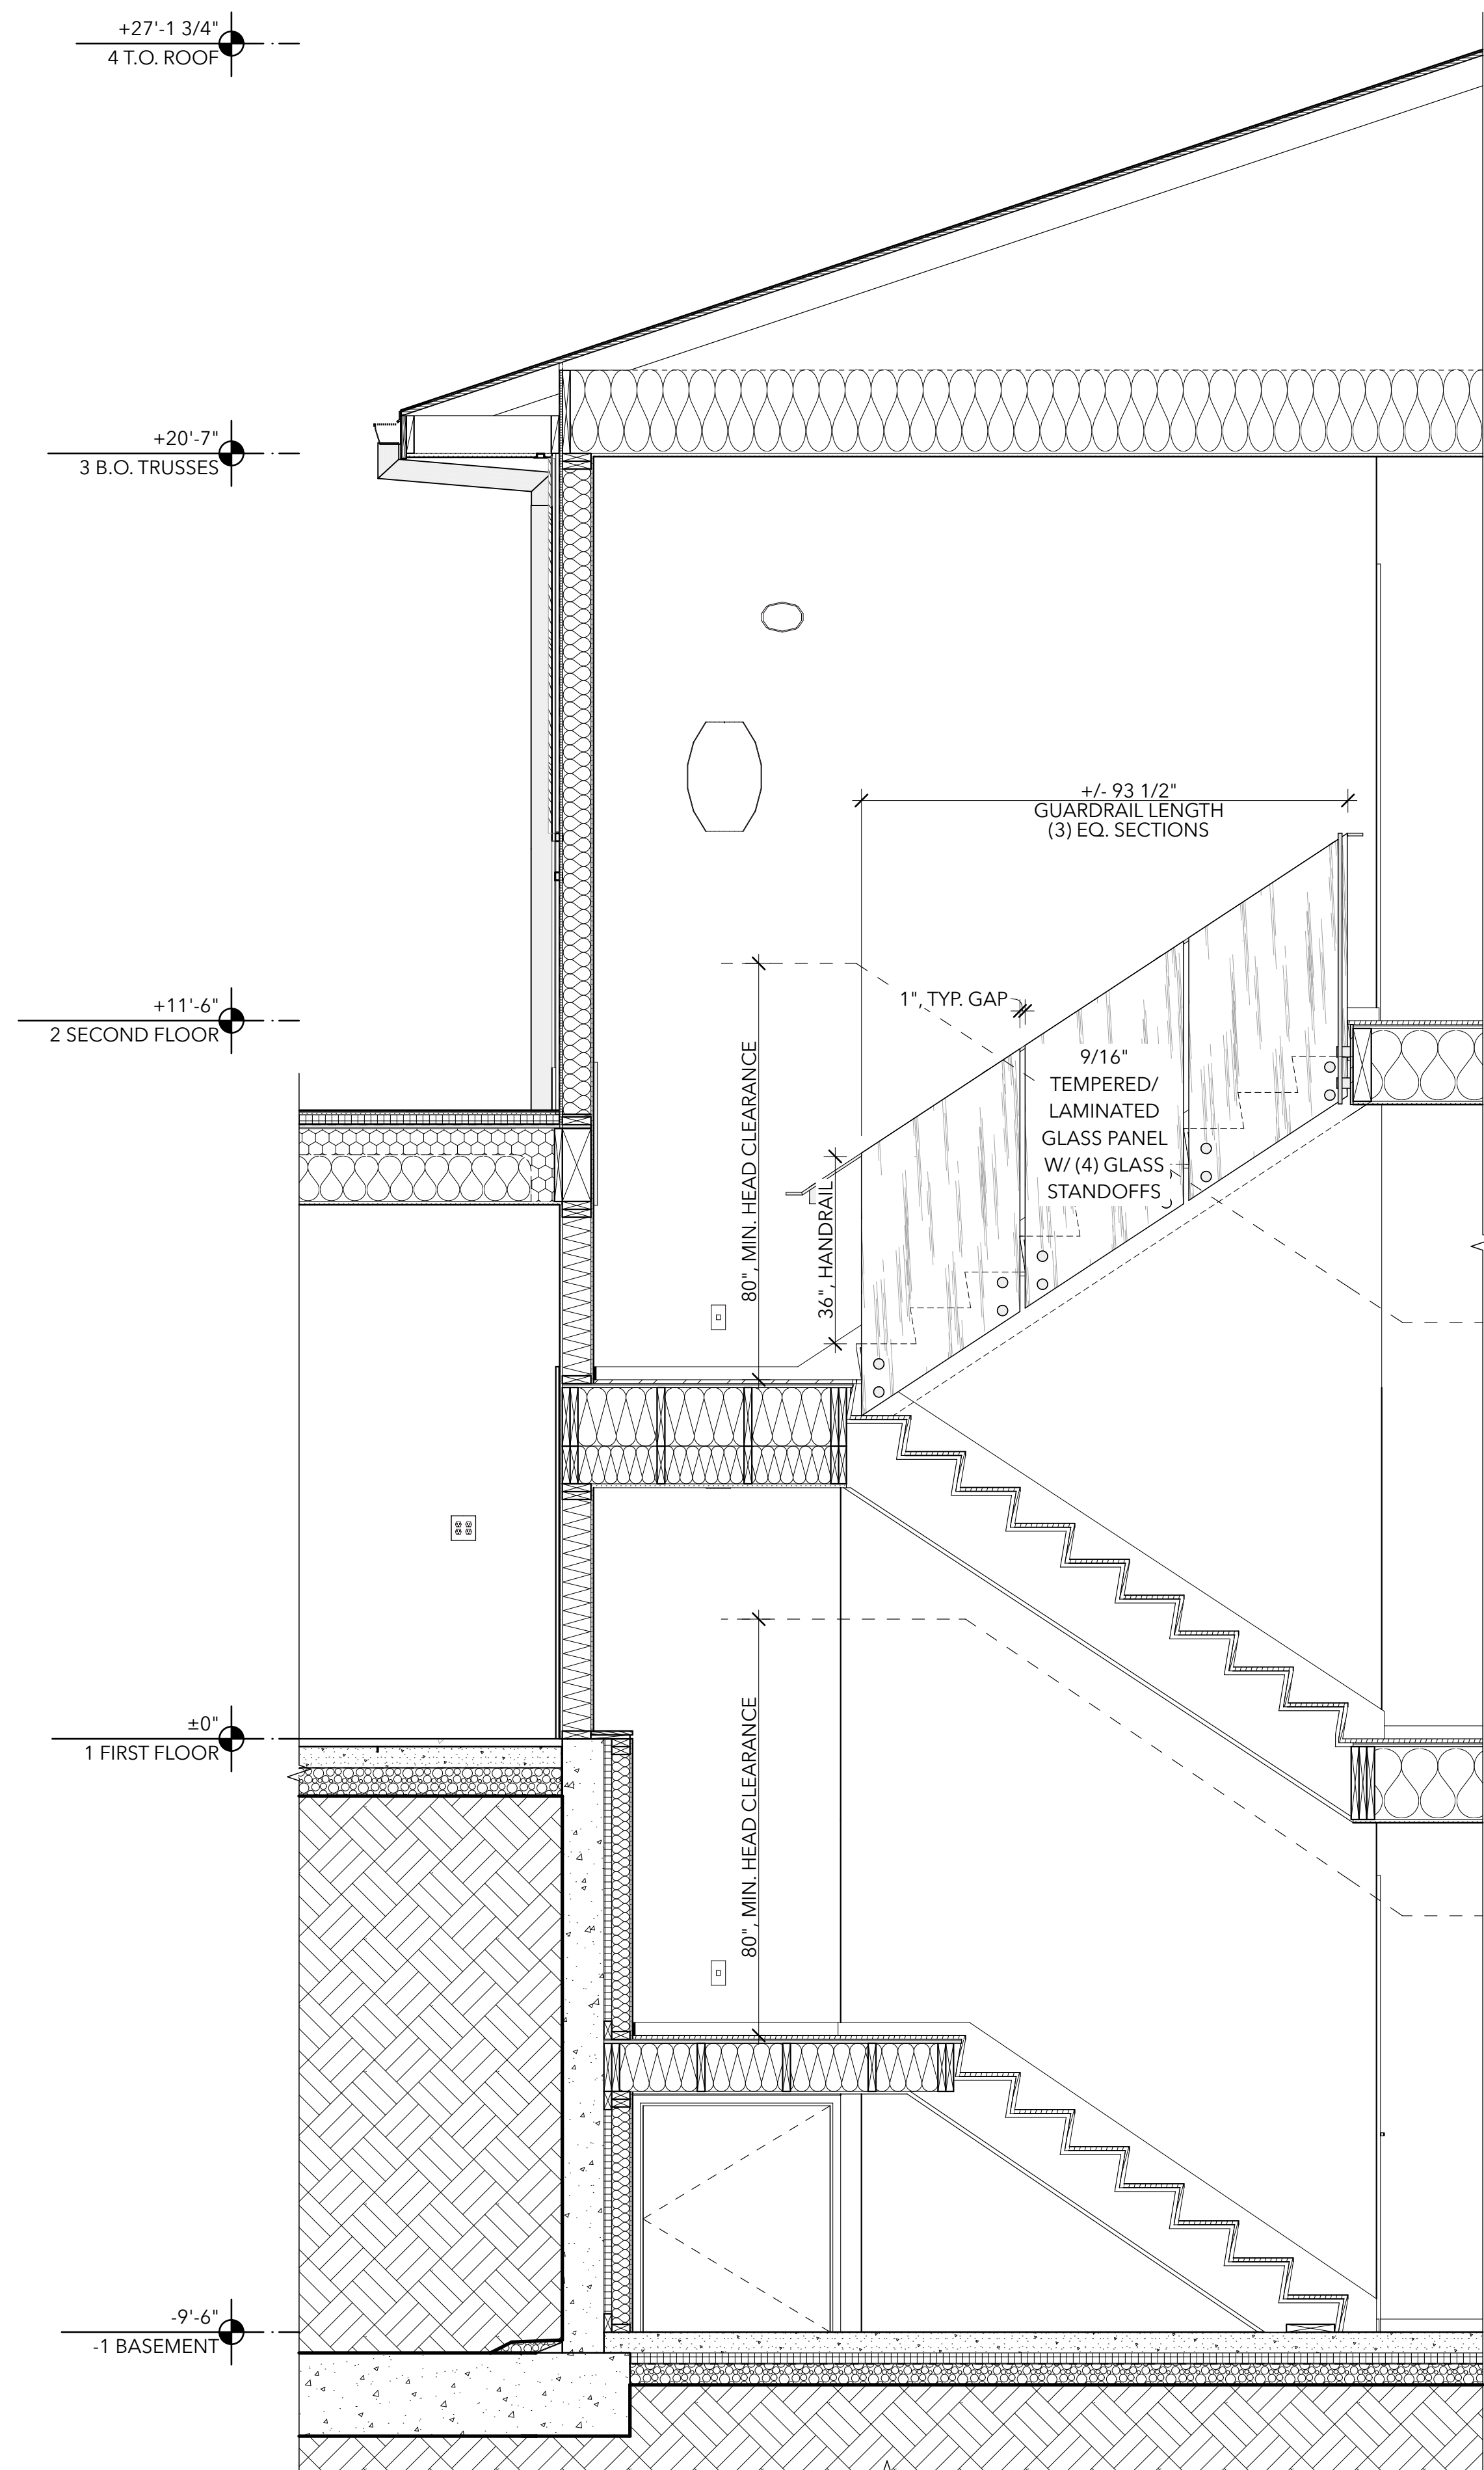 +27'-1 3/4"
4 T.O. ROOF
+20'-7"
3 B.O. TRUSSES
+/- 93 1/2"
GUARDRAIL LENGTH
(3) EQ. SECTIONS
1", TYP. GAP
+11'-6"
2 SECOND FLOOR
9/16"
TEMPERED/
LAMINATED
GLASS PANEL
W/ (4) GLASS
STANDOFFS
80", MIN. HEAD CLEARANCE
36", HANDRAIL
±0"
1 FIRST FLOOR
80", MIN. HEAD CLEARANCE
-9'-6"
-1 BASEMENT